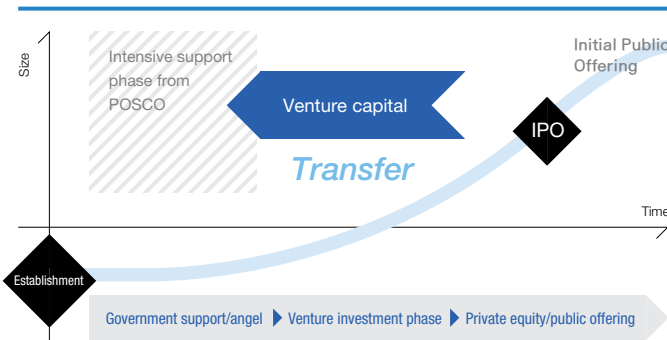 Size
Intensive support
phase from
POSCO
Venture capital
Transfer
Initial Public
Offering
IPO
Time
Establishment
Government support/angel Venture investment phase Private equity/public offering